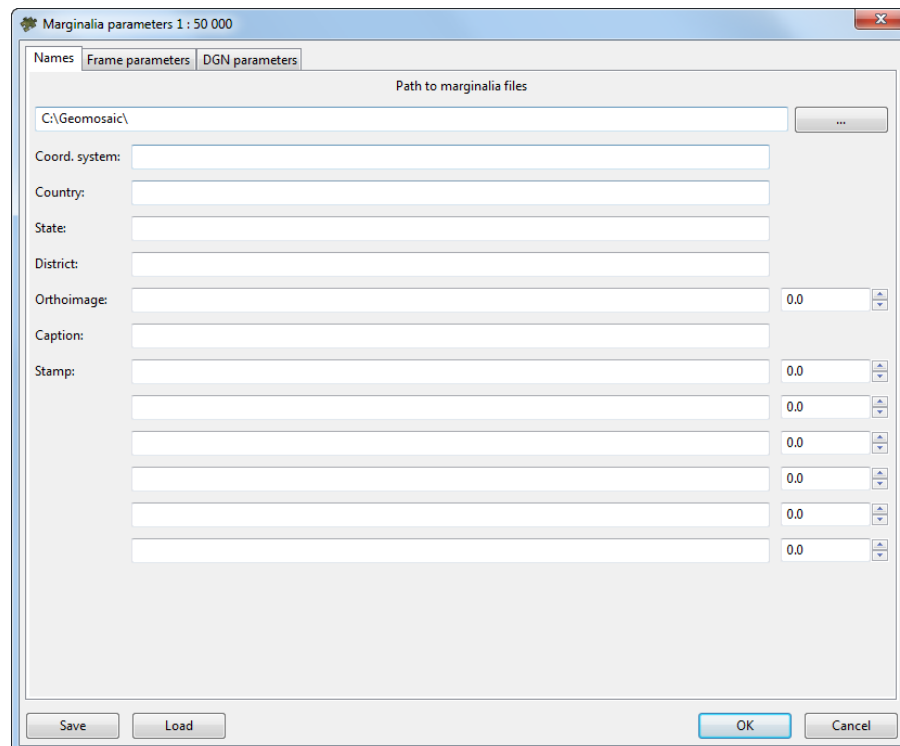 Marginalia parameters 1 : 50 000
Names Frame parameters DGN parameters
Path to marginalia files
C:\Geomosaic\ ...
Coord. system:
Country:
State:
District:
Orthoimage: 0.0
Caption:
Stamp: 0.0
0.0
0.0
0.0
0.0
0.0
Save Load OK Cancel